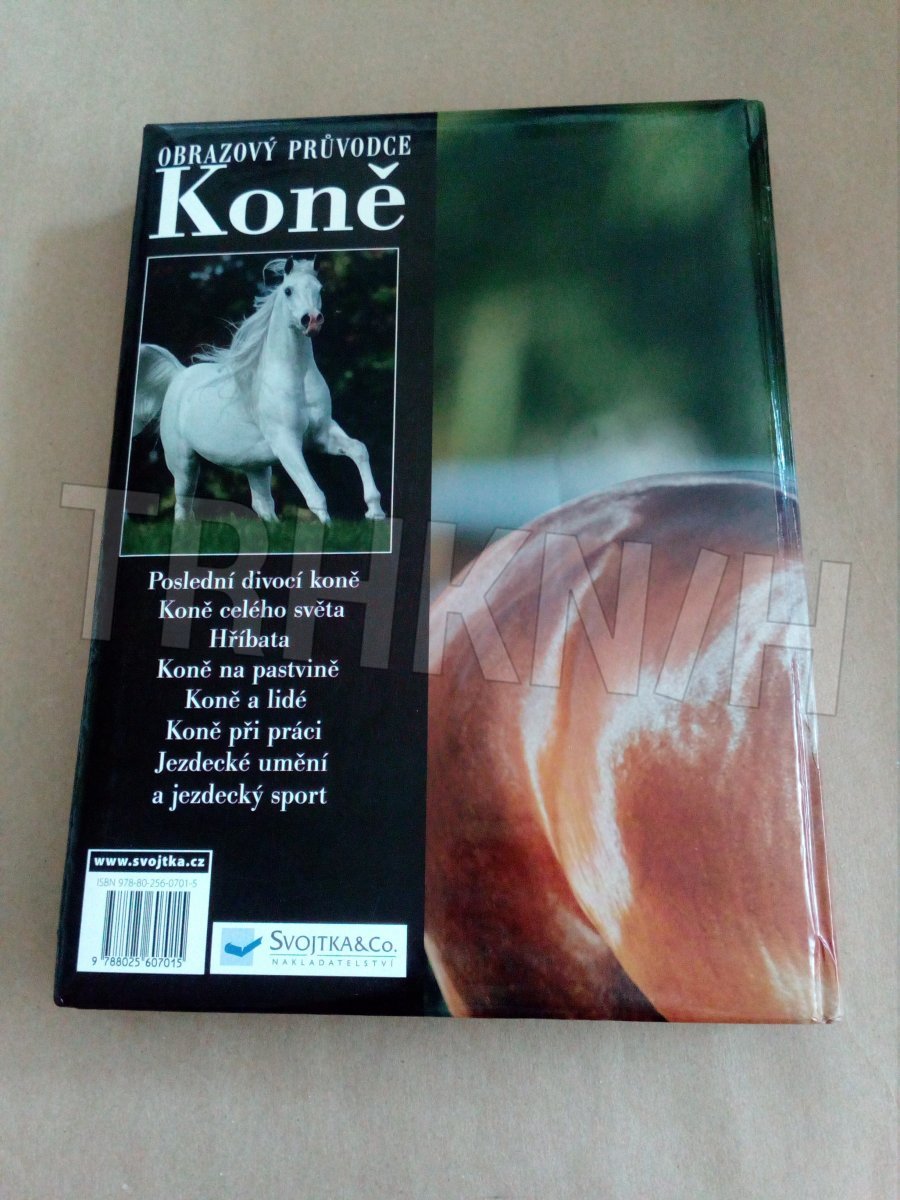 OBRAZOVÝ PRŮVODCE
Koně
Poslední divocí koně
Koně celého světa
Hříbata
Koně na pastvině
Koně a lidé
Koně při práci
Jezdecké umění
a jezdecký sport
www.svojtka.cz
ISBN 978-80-256-0701-5
9 788025 607015
SVOJTKA&CO.
NAKLADATELSTVÍ
TRHKNIH